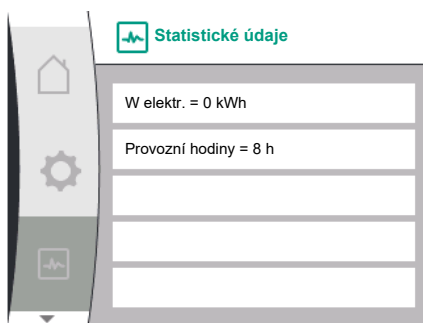 Statistické údaje
W elektr. = 0 kWh
Provozní hodiny = 8 h